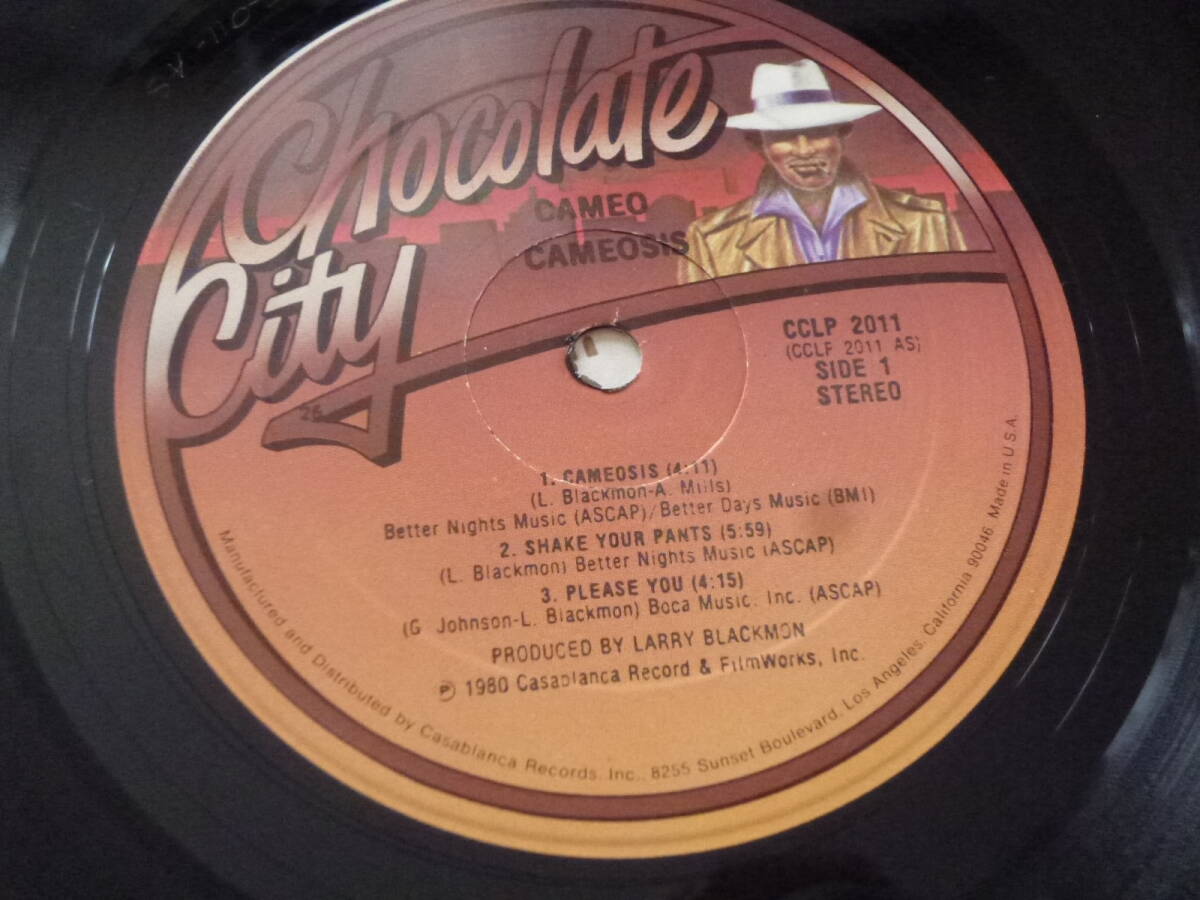 Chocolate
City
CAMEO
CAMEOSIS
CCLP 2011
(CCLP 2011 AS)
SIDE 1
STEREO
26
1. CAMEOSIS (4:11)
(L. Blackmon-A. Mills)
Better Nights Music (ASCAP)/Better Days Music (BMI)
2. SHAKE YOUR PANTS (5:59)
(L. Blackmon) Better Nights Music (ASCAP)
3. PLEASE YOU (4:15)
(G Johnson-L. Blackmon) Boca Music, Inc. (ASCAP)
PRODUCED BY LARRY BLACKMON
℗ 1980 Casablanca Record & FilmWorks, Inc.
Manufactured and Distributed by Casablanca Records, Inc., 8255 Sunset Boulevard, Los Angeles, California 90046. Made in U.S.A.